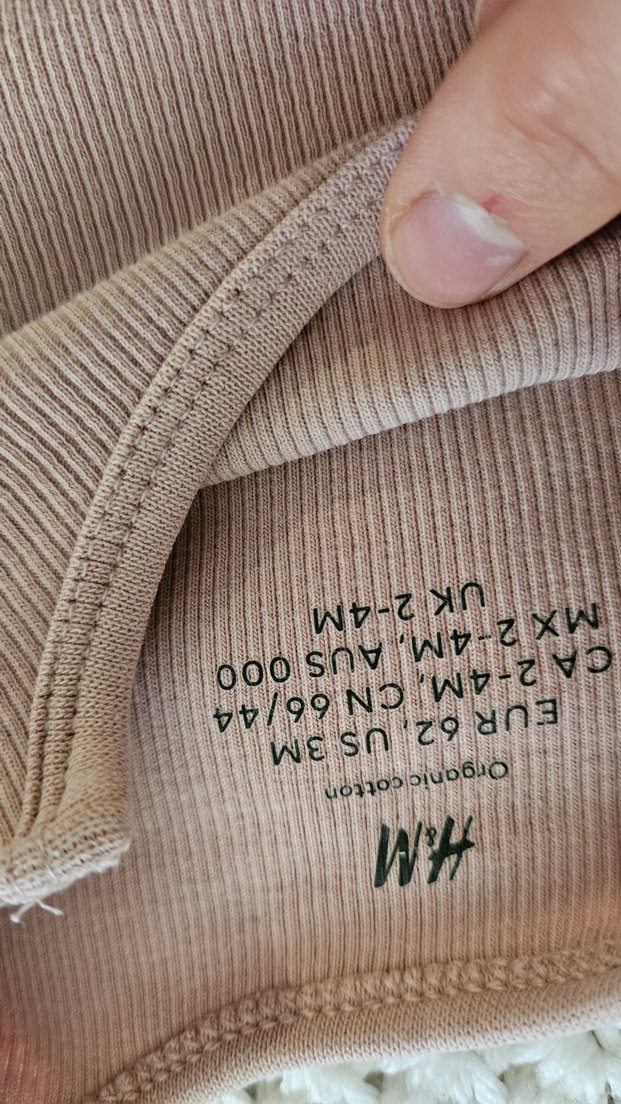 H&M
Organic cotton
EUR 62, US 3M
CA 2-4M, CN 66/44
MX 2-4M, AUS 000
UK 2-4M